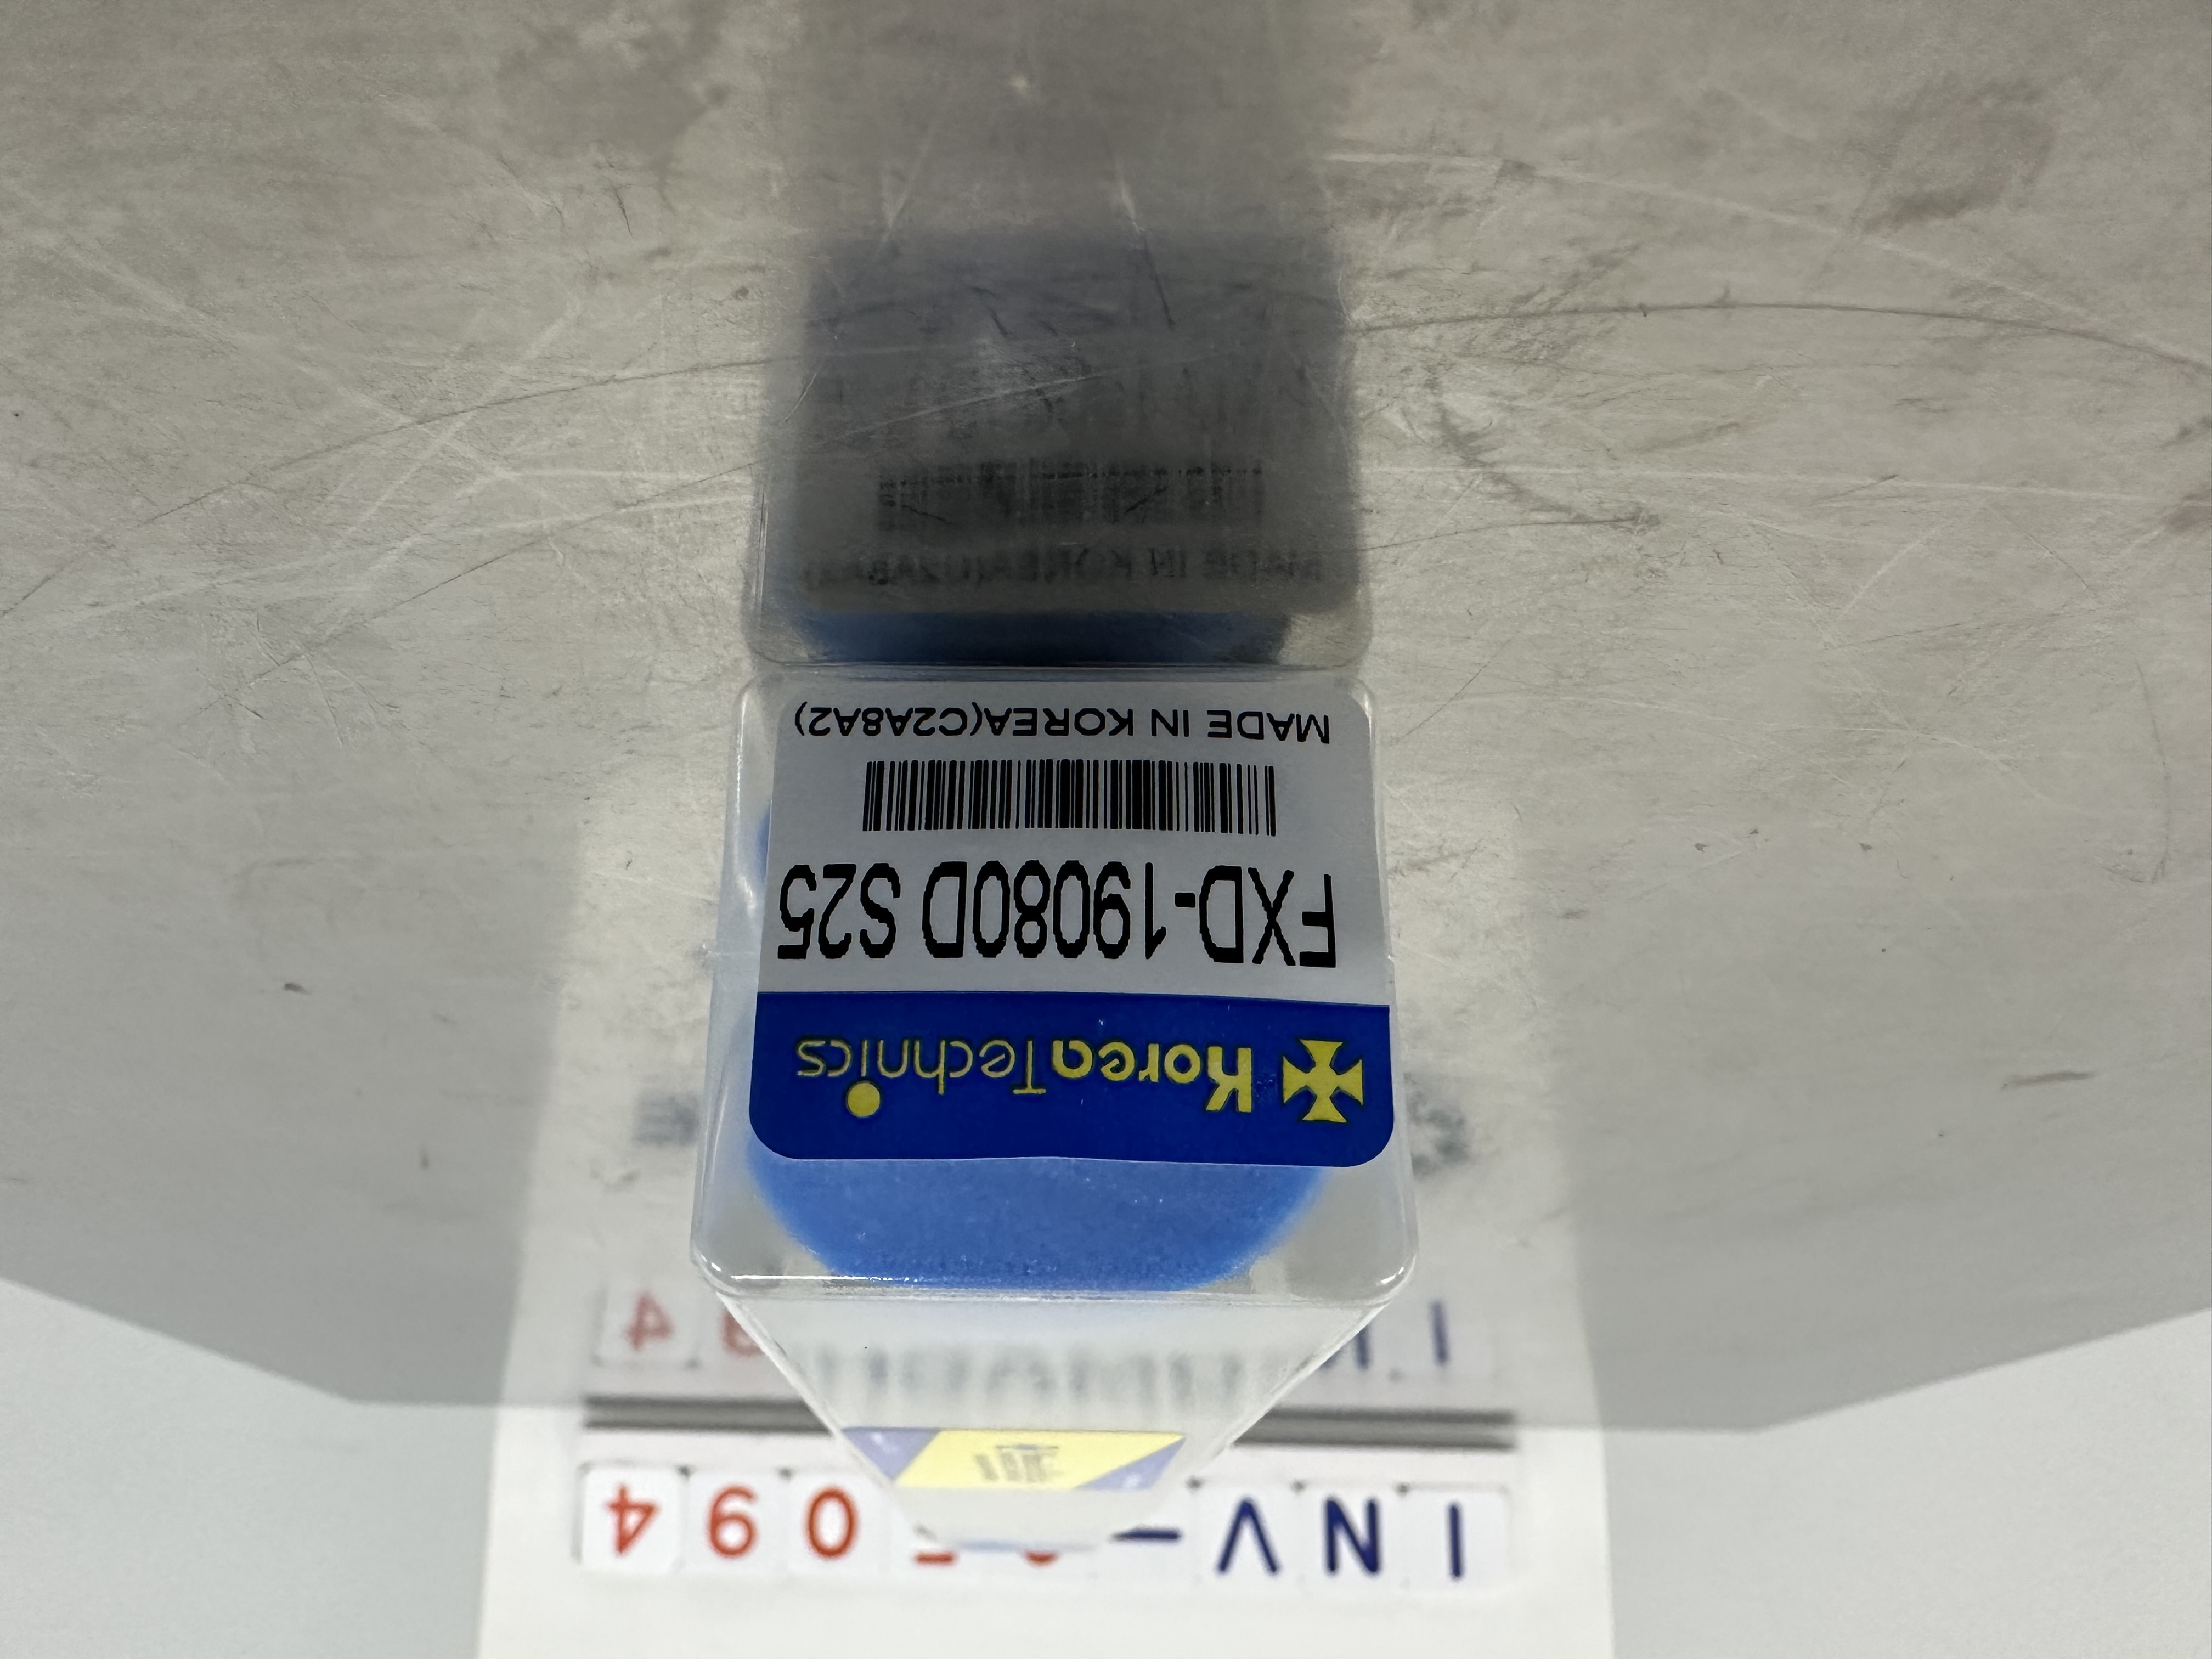 KoreaTechnics
FXD-19080D S25
MADE IN KOREA(C2A8A2)
INV-
094